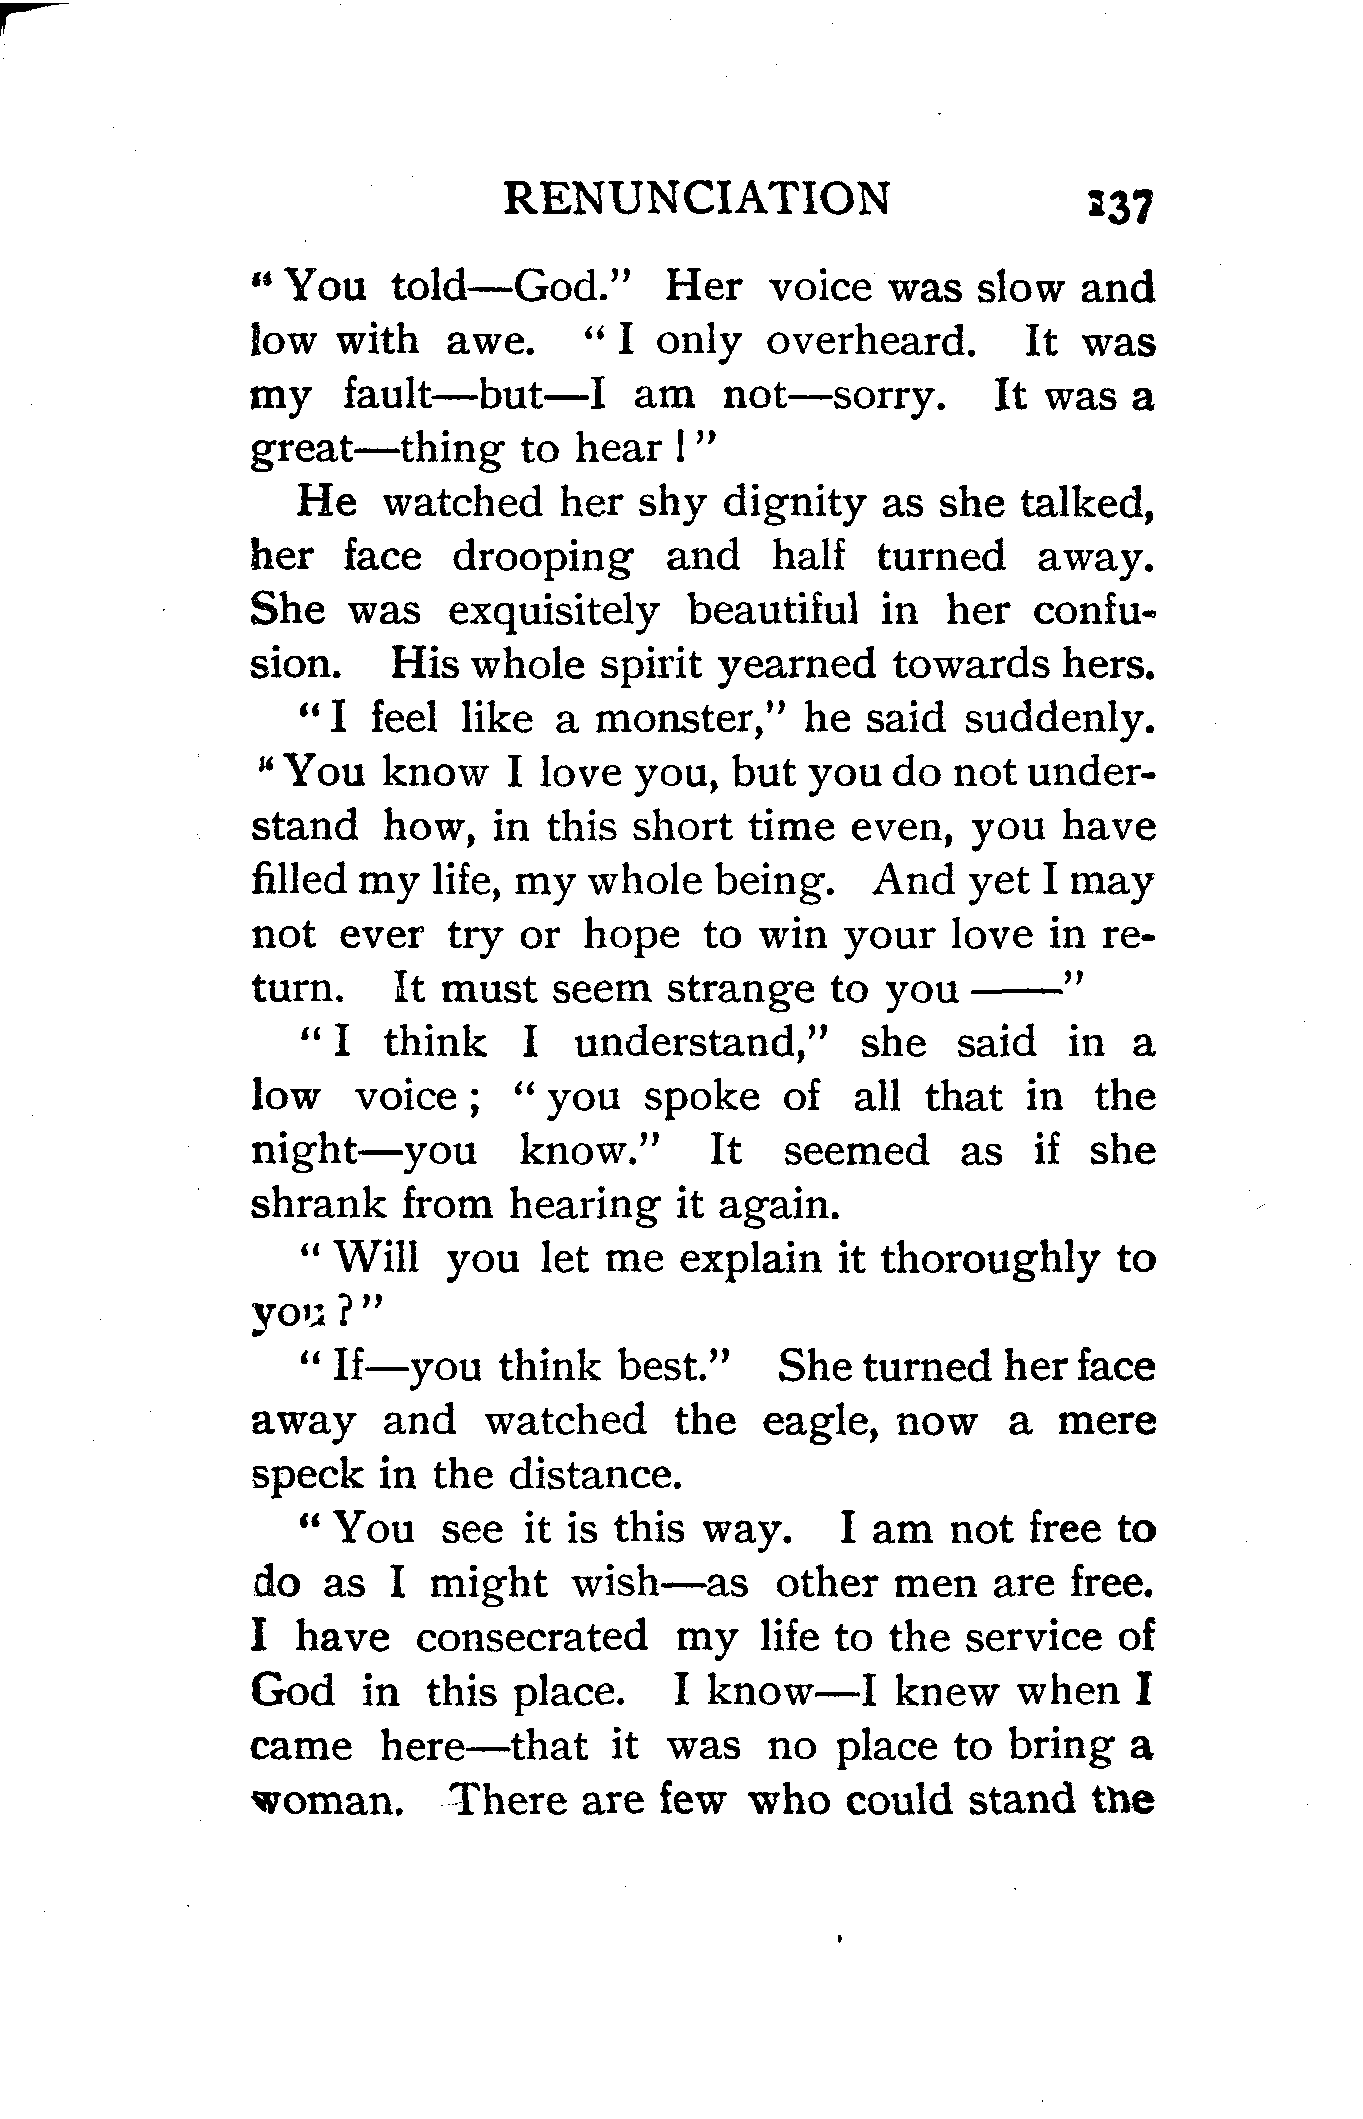 RENUNCIATION 137
“You told—God.” Her voice was slow and
low with awe. “I only overheard. It was
my fault—but—I am not—sorry. It was a
great—thing to hear!”
He watched her shy dignity as she talked,
her face drooping and half turned away.
She was exquisitely beautiful in her confu-
sion. His whole spirit yearned towards hers.
“I feel like a monster,” he said suddenly.
“You know I love you, but you do not under-
stand how, in this short time even, you have
filled my life, my whole being. And yet I may
not ever try or hope to win your love in re-
turn. It must seem strange to you ——”
“I think I understand,” she said in a
low voice; “you spoke of all that in the
night—you know.” It seemed as if she
shrank from hearing it again.
“Will you let me explain it thoroughly to
you?”
“If—you think best.” She turned her face
away and watched the eagle, now a mere
speck in the distance.
“You see it is this way. I am not free to
do as I might wish—as other men are free.
I have consecrated my life to the service of
God in this place. I know—I knew when I
came here—that it was no place to bring a
woman. There are few who could stand the